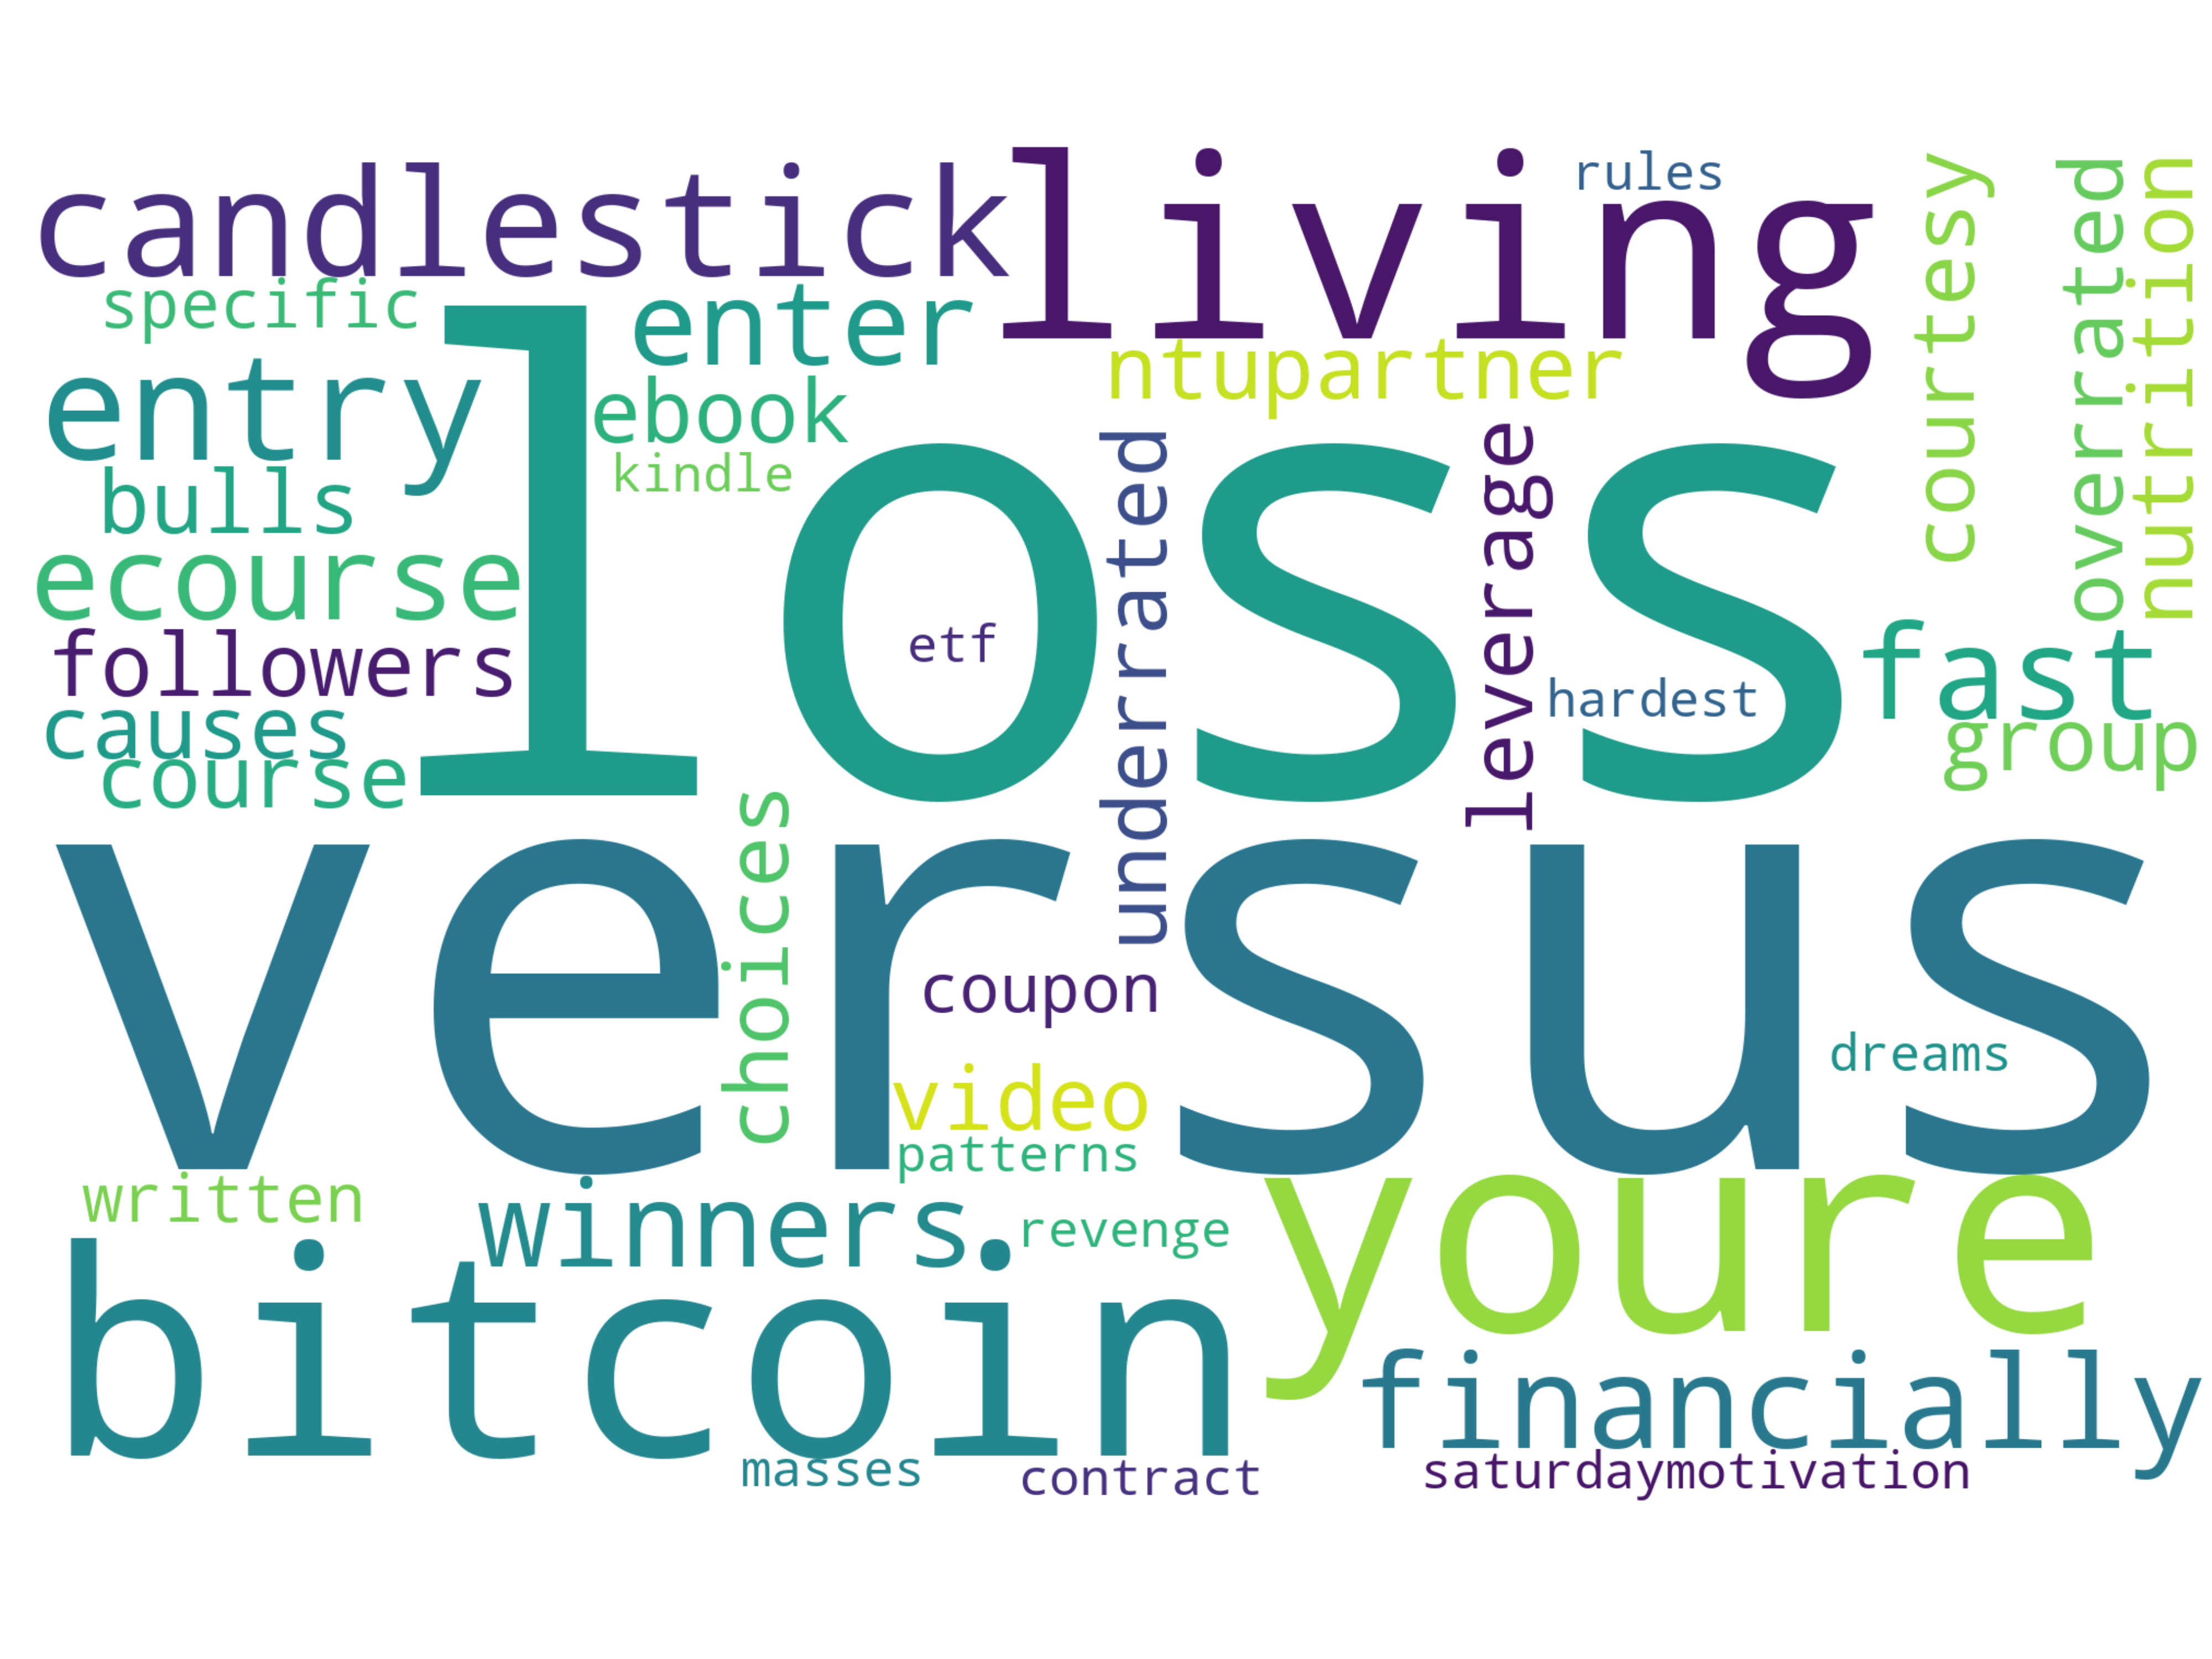 candlestick
living
rules
courtesy
overrated
nutrition
specific
enter
ntupartner
entry
ebook
kindle
bulls
loss
ecourse
followers
etf
underrated
leverage
hardest
fast
causes
course
group
versus
choices
coupon
video
patterns
dreams
written
winners
revenge
youre
bitcoin
financially
masses
contract
saturdaymotivation